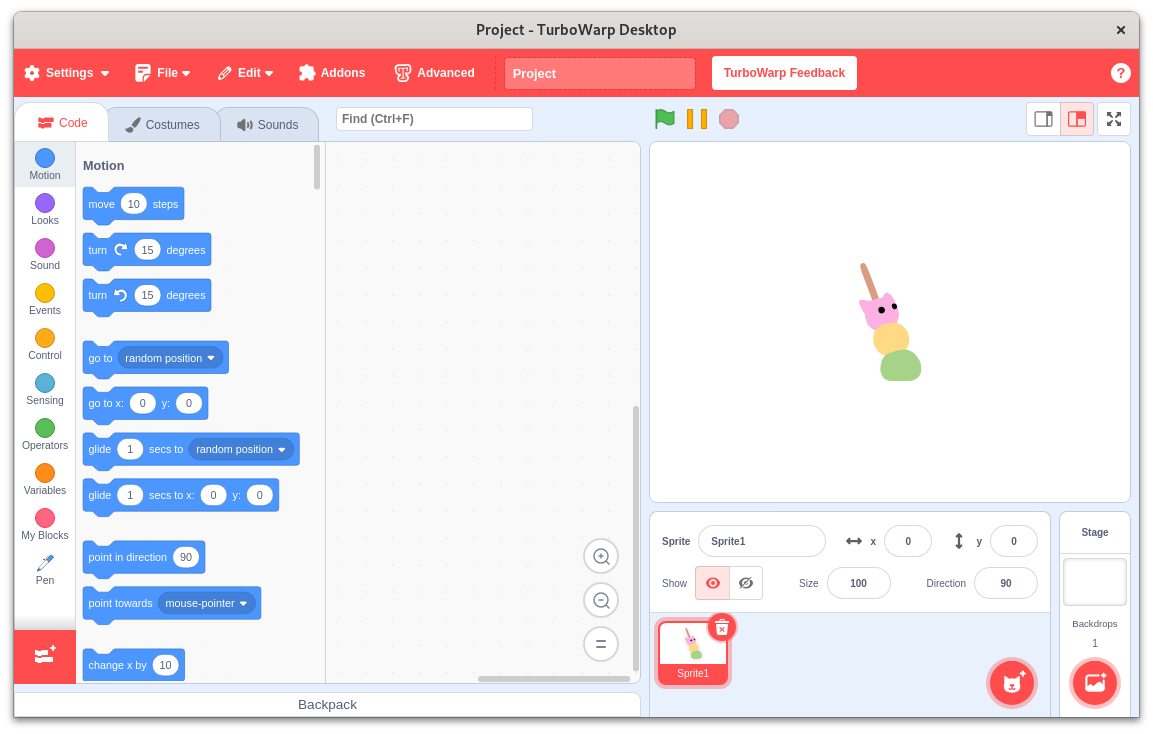 Project - TurboWarp Desktop
Settings File Edit Addons Advanced Project TurboWarp Feedback ?
Code Costumes Sounds Find (Ctrl+F)
Motion
Looks
Sound
Events
Control
Sensing
Operators
Variables
My Blocks
Pen
Motion
move 10 steps
turn 15 degrees
turn 15 degrees
go to random position
go to x: 0 y: 0
glide 1 secs to random position
glide 1 secs to x: 0 y: 0
point in direction 90
point towards mouse-pointer
change x by 10
Backpack
Sprite Sprite1 x 0 y 0
Show Size 100 Direction 90
Sprite1
Stage
Backdrops
1